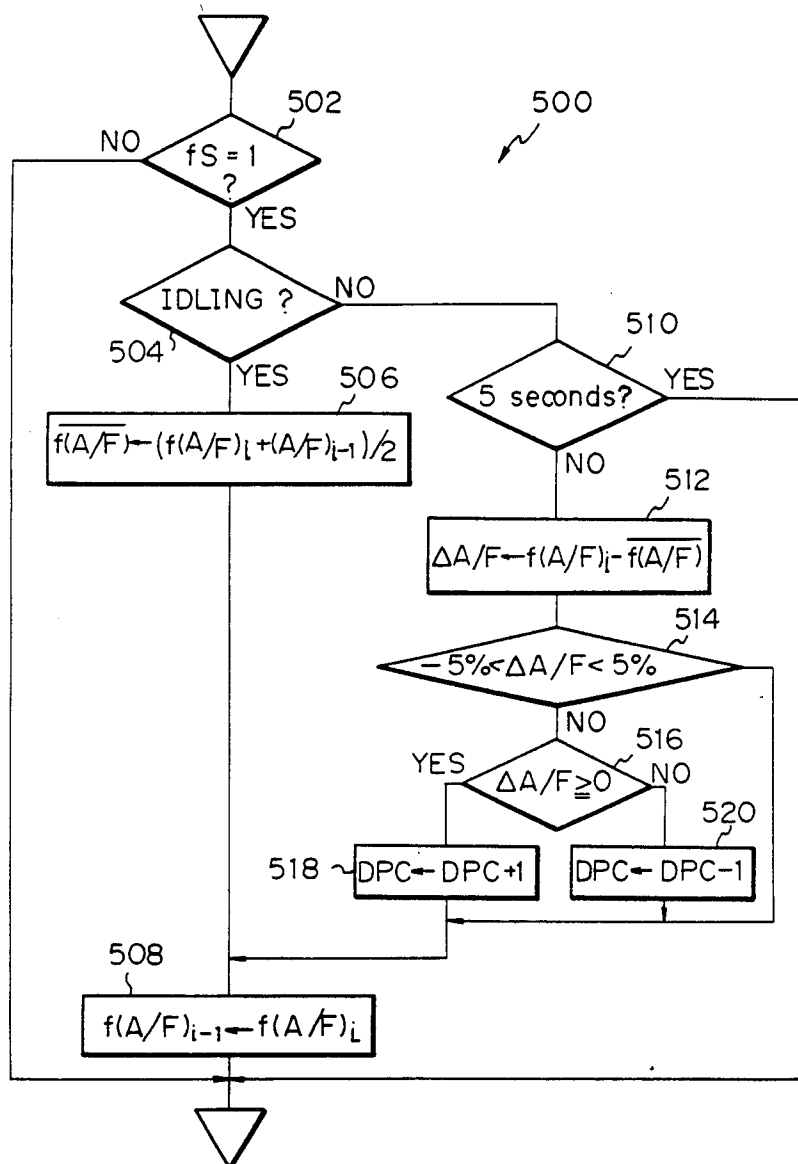 502
500
NO
fS = 1
?
YES
IDLING ?
NO
504
YES
510
5 seconds?
YES
NO
506
f(A/F)←(f(A/F)i+(A/F)i-1)/2
512
ΔA/F←f(A/F)i-f(A/F)
514
-5%<ΔA/F<5%
NO
516
YES
ΔA/F≧0
NO
520
518
DPC←DPC+1
DPC←DPC-1
508
f(A/F)i-1←f(A/F)i